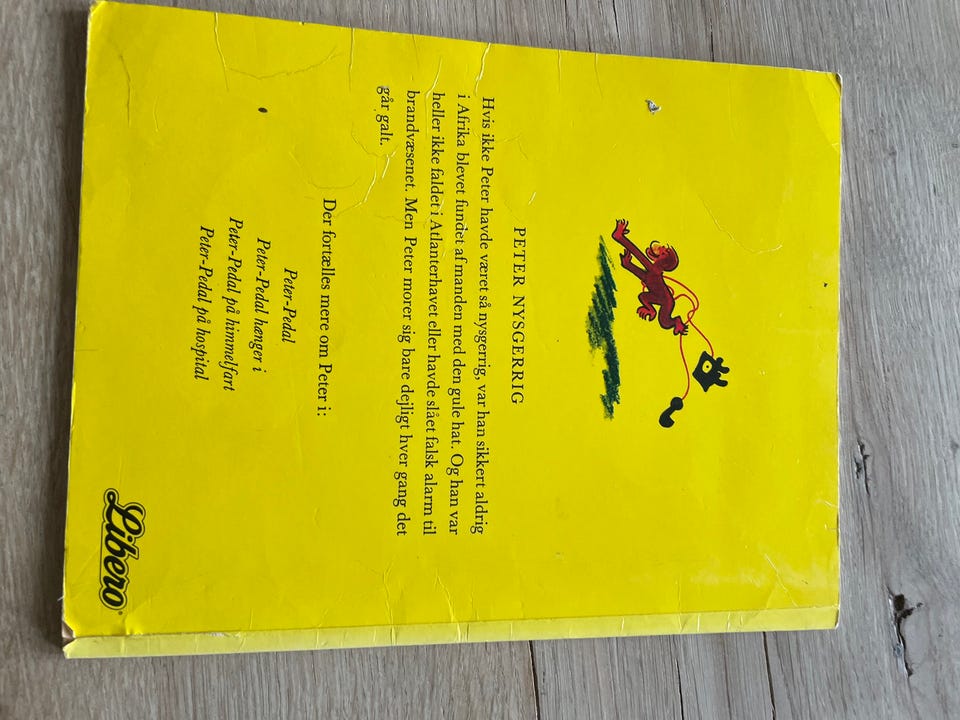 PETER NYSGERRIG
Hvis ikke Peter havde været så nysgerrig, var han sikkert aldrig
i Afrika blevet fundet af manden med den gule hat. Og han var
heller ikke faldet i Atlanterhavet eller havde slået falsk alarm til
brandvæsenet. Men Peter morer sig bare dejligt hver gang det
går galt.
Der fortælles mere om Peter i:
Peter-Pedal
Peter-Pedal hænger i
Peter-Pedal på himmelfart
Peter-Pedal på hospital
Libero